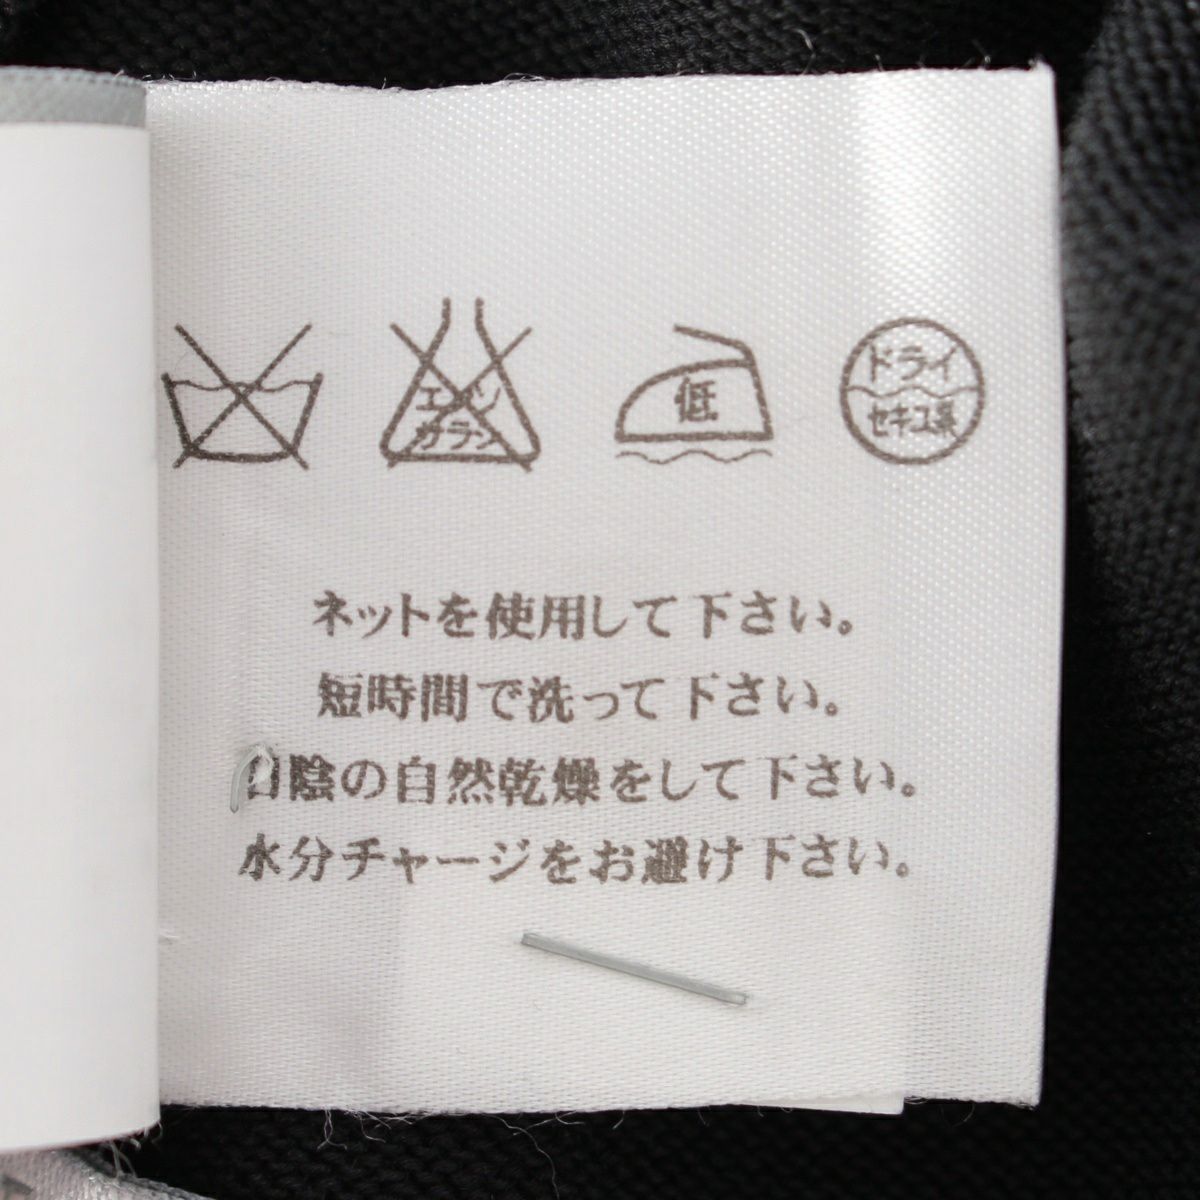 エンソ
カラシ
低
ドライ
セキユ系
ネットを使用して下さい。
短時間で洗って下さい。
日陰の自然乾燥をして下さい。
水分チャージをお避け下さい。